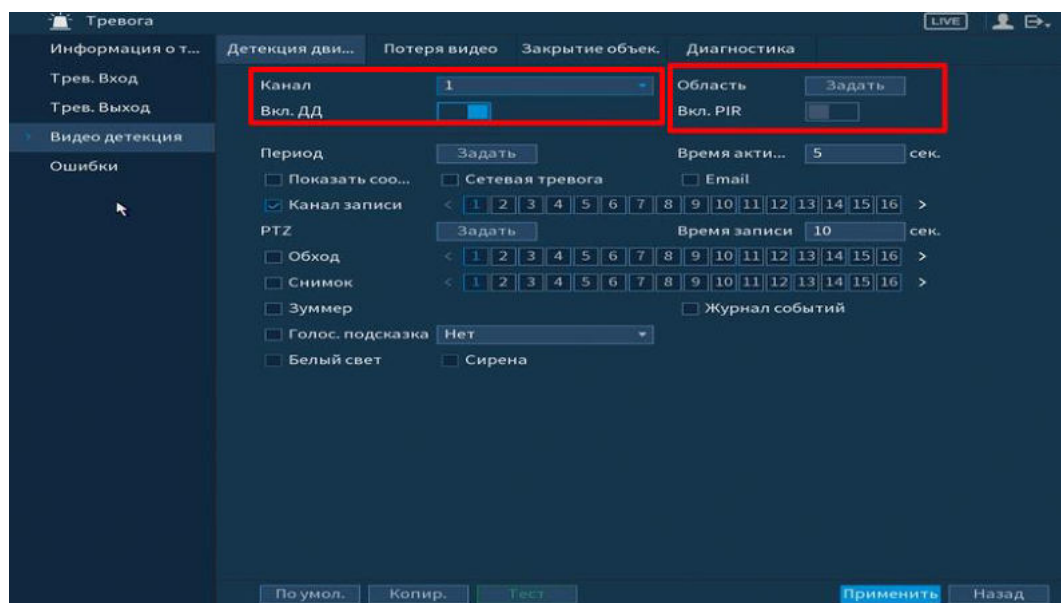 Тревога LIVE
Информация о т... Детекция дви... Потеря видео Закрытие объек. Диагностика
Трев. Вход Канал 1 Область Задать
Трев. Выход Вкл. ДД Вкл. PIR
Видео детекция Период Задать Время акти... 5 сек.
Ошибки Показать соо... Сетевая тревога Email
Канал записи < 1 2 3 4 5 6 7 8 9 10 11 12 13 14 15 16 >
PTZ Задать Время записи 10 сек.
Обход < 1 2 3 4 5 6 7 8 9 10 11 12 13 14 15 16 >
Снимок < 1 2 3 4 5 6 7 8 9 10 11 12 13 14 15 16 >
Зуммер Журнал событий
Голос. подсказка Нет
Белый свет Сирена
По умол. Копир. Тест Применить Назад